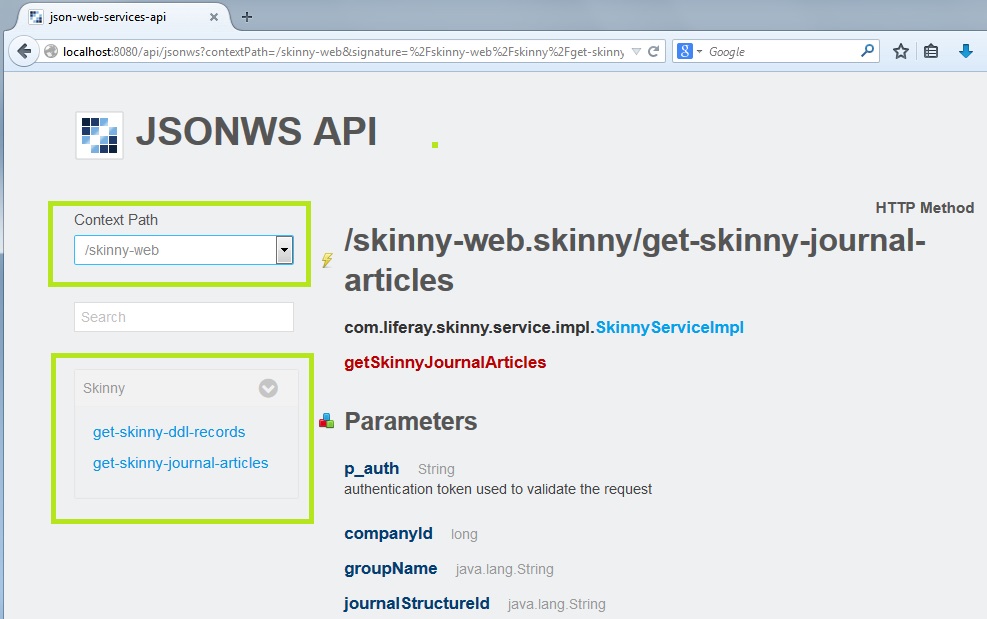 json-web-services-api
localhost:8080/api/jsonws?contextPath=/skinny-web&signature=%2Fskinny-web%2Fskinny%2Fget-skinny
Google
JSONWS API
Context Path
/skinny-web
Search
Skinny
get-skinny-ddl-records
get-skinny-journal-articles
HTTP Method
/skinny-web.skinny/get-skinny-journal-
articles
com.liferay.skinny.service.impl.SkinnyServiceImpl
getSkinnyJournalArticles
Parameters
p_auth String
authentication token used to validate the request
companyId long
groupName java.lang.String
journalStructureId java.lang.String